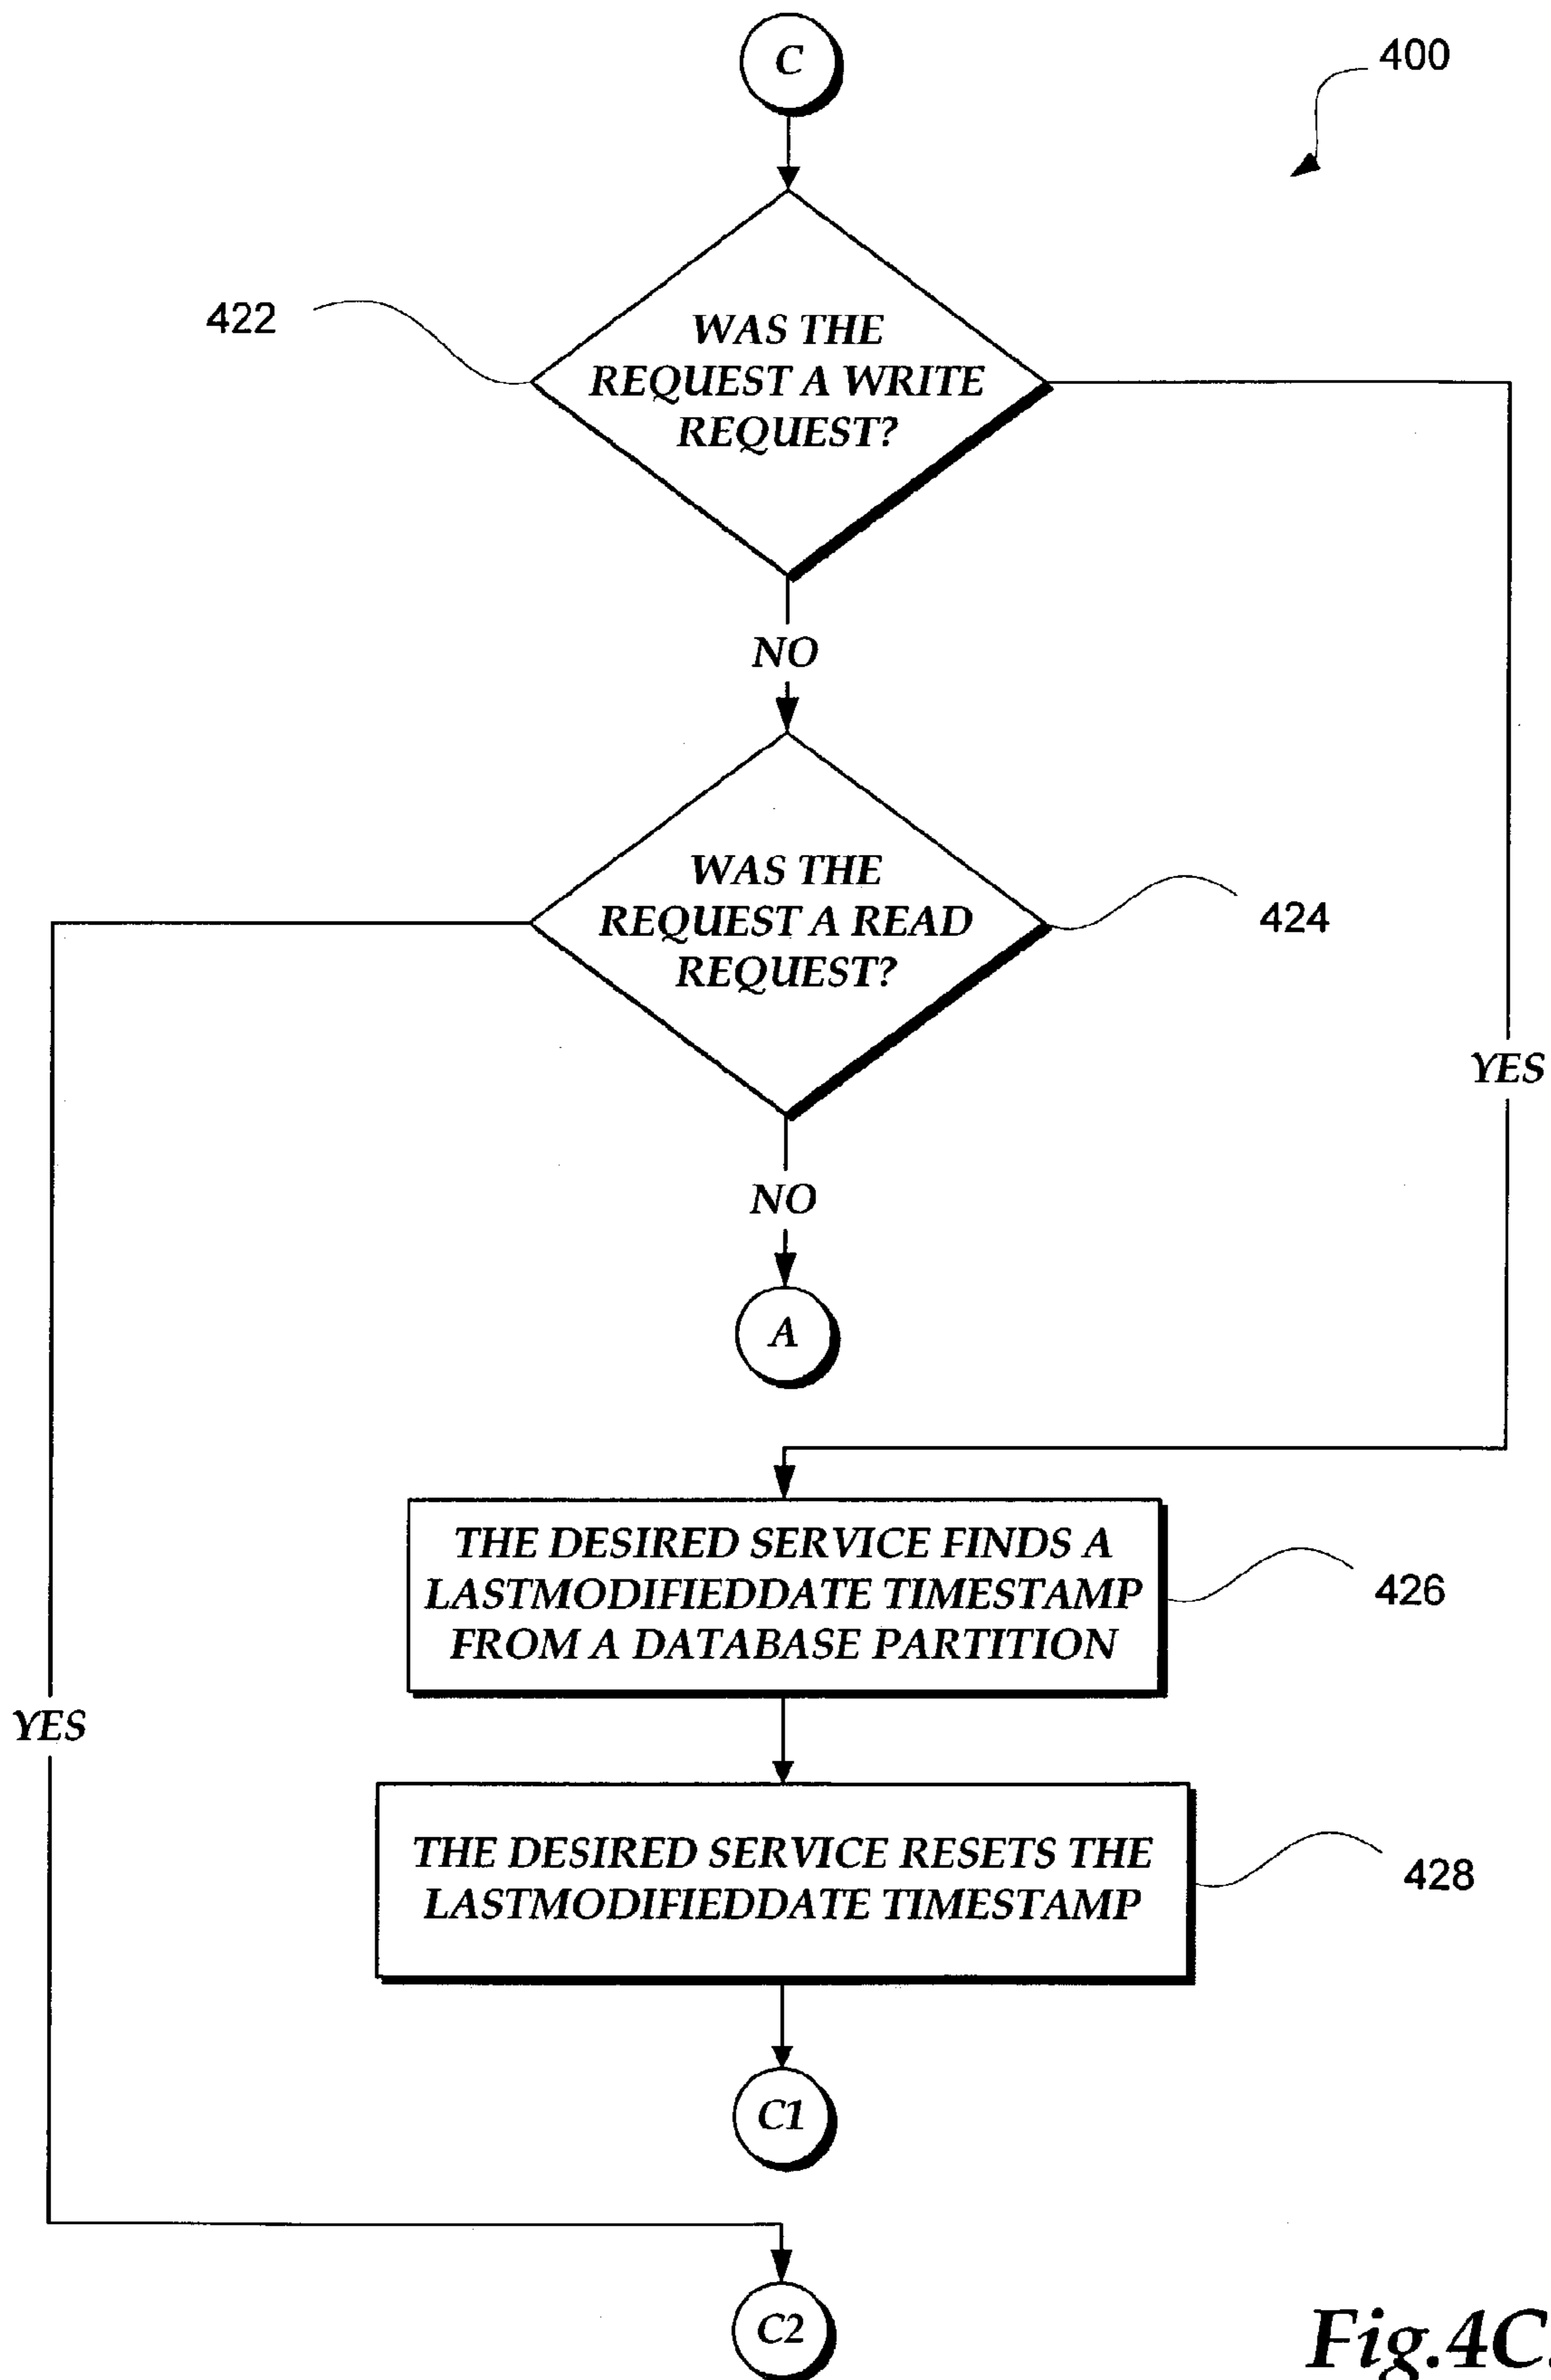 C
400
422
WAS THE
REQUEST A WRITE
REQUEST?
NO
WAS THE
REQUEST A READ
REQUEST?
424
YES
NO
A
THE DESIRED SERVICE FINDS A
LASTMODIFIEDDATE TIMESTAMP
FROM A DATABASE PARTITION
426
YES
THE DESIRED SERVICE RESETS THE
LASTMODIFIEDDATE TIMESTAMP
428
C1
C2
Fig.4C.